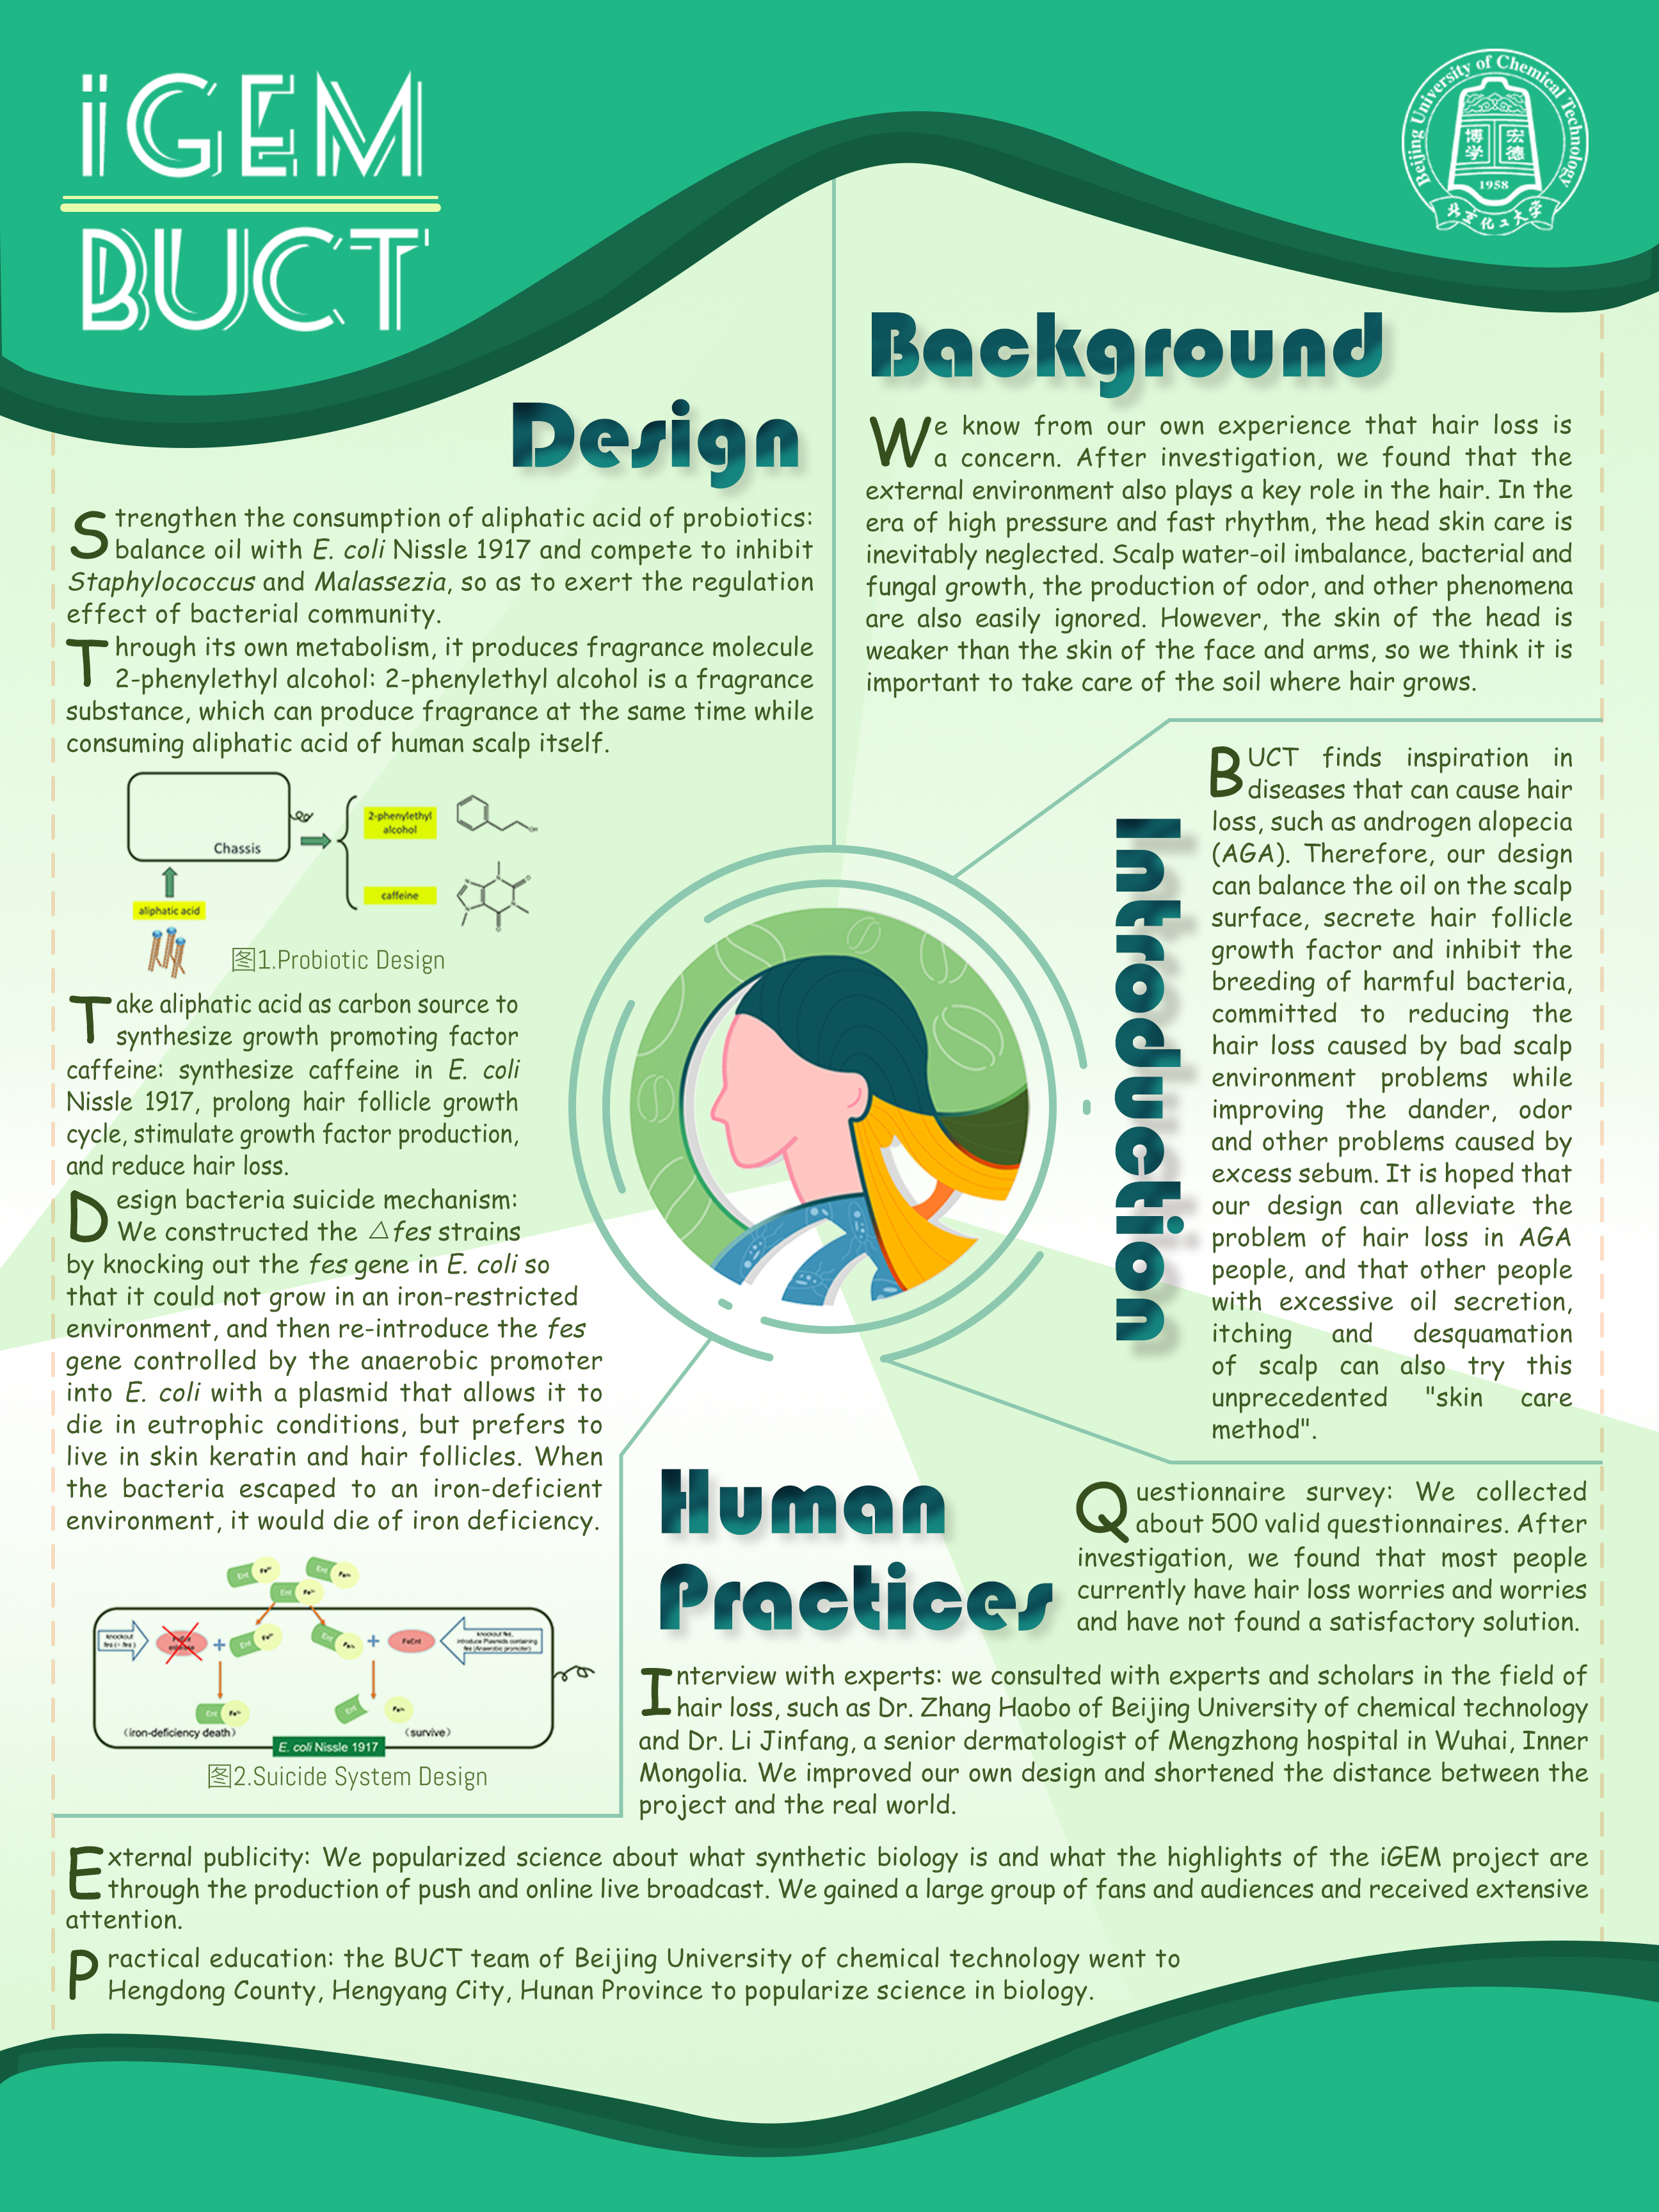 iGEM
BUCT
Beijing University of Chemical Technology
博学 宏德
1958
北京化工大学
Design
Strengthen the consumption of aliphatic acid of probiotics:
balance oil with E. coli Nissle 1917 and compete to inhibit
Staphylococcus and Malassezia, so as to exert the regulation
effect of bacterial community.
Through its own metabolism, it produces fragrance molecule
2-phenylethyl alcohol: 2-phenylethyl alcohol is a fragrance
substance, which can produce fragrance at the same time while
consuming aliphatic acid of human scalp itself.
Chassis
aliphatic acid
2-phenylethyl
alcohol
OH
caffeine
图1.Probiotic Design
Take aliphatic acid as carbon source to
synthesize growth promoting factor
caffeine: synthesize caffeine in E. coli
Nissle 1917, prolong hair follicle growth
cycle, stimulate growth factor production,
and reduce hair loss.
Design bacteria suicide mechanism:
We constructed the △fes strains
by knocking out the fes gene in E. coli so
that it could not grow in an iron-restricted
environment, and then re-introduce the fes
gene controlled by the anaerobic promoter
into E. coli with a plasmid that allows it to
die in eutrophic conditions, but prefers to
live in skin keratin and hair follicles. When
the bacteria escaped to an iron-deficient
environment, it would die of iron deficiency.
Ent Fe³⁺
Ent Fe³⁺
Ent Fe³⁺
knockout
fes (- fes )
FeEnt
esterase
+
Ent Fe³⁺
Ent Fe³⁺
+
FeEnt
knockout fes,
introduce Plasmids containing
fes (Anaerobic promoter)
Ent Fe³⁺
Ent Fe³⁺
(iron-deficiency death)
(survive)
E. coli Nissle 1917
图2.Suicide System Design
Background
We know from our own experience that hair loss is
a concern. After investigation, we found that the
external environment also plays a key role in the hair. In the
era of high pressure and fast rhythm, the head skin care is
inevitably neglected. Scalp water-oil imbalance, bacterial and
fungal growth, the production of odor, and other phenomena
are also easily ignored. However, the skin of the head is
weaker than the skin of the face and arms, so we think it is
important to take care of the soil where hair grows.
Introduction
BUCT finds inspiration in
diseases that can cause hair
loss, such as androgen alopecia
(AGA). Therefore, our design
can balance the oil on the scalp
surface, secrete hair follicle
growth factor and inhibit the
breeding of harmful bacteria,
committed to reducing the
hair loss caused by bad scalp
environment problems while
improving the dander, odor
and other problems caused by
excess sebum. It is hoped that
our design can alleviate the
problem of hair loss in AGA
people, and that other people
with excessive oil secretion,
itching and desquamation
of scalp can also try this
unprecedented "skin care
method".
Human
Practices
Questionnaire survey: We collected
about 500 valid questionnaires. After
investigation, we found that most people
currently have hair loss worries and worries
and have not found a satisfactory solution.
Interview with experts: we consulted with experts and scholars in the field of
hair loss, such as Dr. Zhang Haobo of Beijing University of chemical technology
and Dr. Li Jinfang, a senior dermatologist of Mengzhong hospital in Wuhai, Inner
Mongolia. We improved our own design and shortened the distance between the
project and the real world.
External publicity: We popularized science about what synthetic biology is and what the highlights of the iGEM project are
through the production of push and online live broadcast. We gained a large group of fans and audiences and received extensive
attention.
Practical education: the BUCT team of Beijing University of chemical technology went to
Hengdong County, Hengyang City, Hunan Province to popularize science in biology.